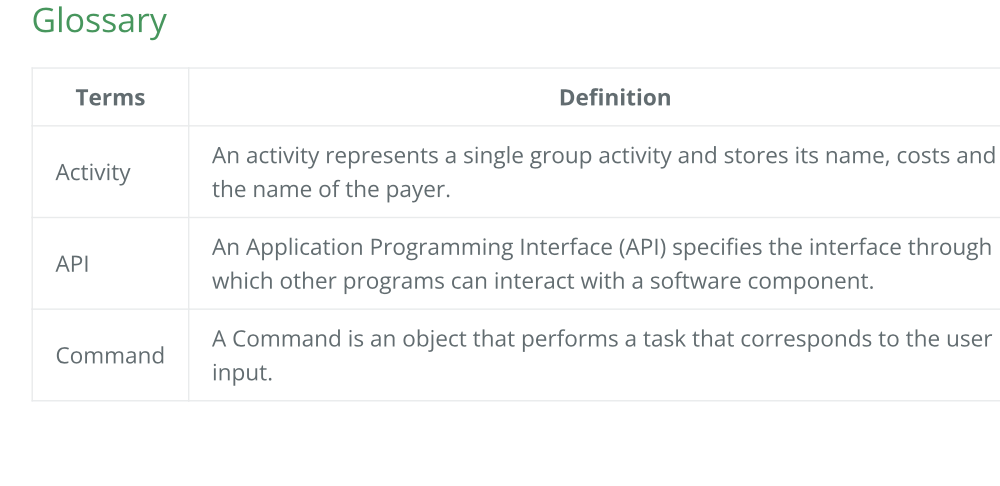 Glossary
Terms
Definition
Activity
An activity represents a single group activity and stores its name, costs and
the name of the payer.
API
An Application Programming Interface (API) specifies the interface through
which other programs can interact with a software component.
Command
A Command is an object that performs a task that corresponds to the user
input.